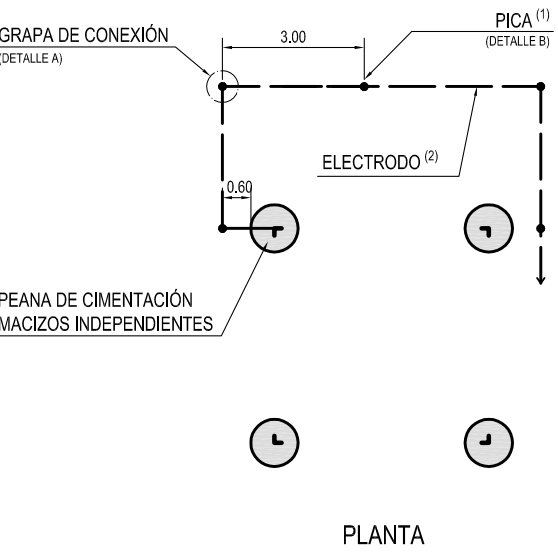 GRAPA DE CONEXIÓN
(DETALLE A)
3.00
PICA (1)
(DETALLE B)
ELECTRODO (2)
0.60
PEANA DE CIMENTACIÓN
MACIZOS INDEPENDIENTES
PLANTA